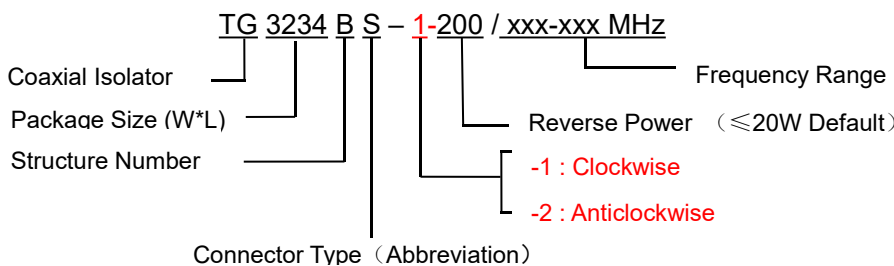 TG 3234 B S – 1-200 / xxx-xxx MHz
Coaxial Isolator
Frequency Range
Package Size (W*L)
Reverse Power （≤20W Default）
Structure Number
-1 : Clockwise
-2 : Anticlockwise
Connector Type（Abbreviation）